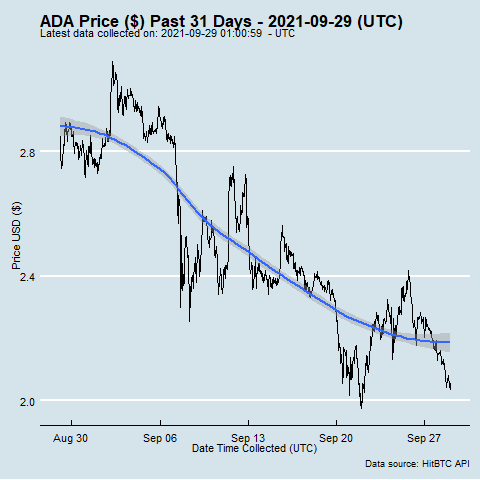 ADA Price ($) Past 31 Days - 2021-09-29 (UTC)
Latest data collected on: 2021-09-29 01:00:59  - UTC
Price USD ($)
2.8
2.4
2.0
Aug 30
Sep 06
Sep 13
Sep 20
Sep 27
Date Time Collected (UTC)
Data source: HitBTC API